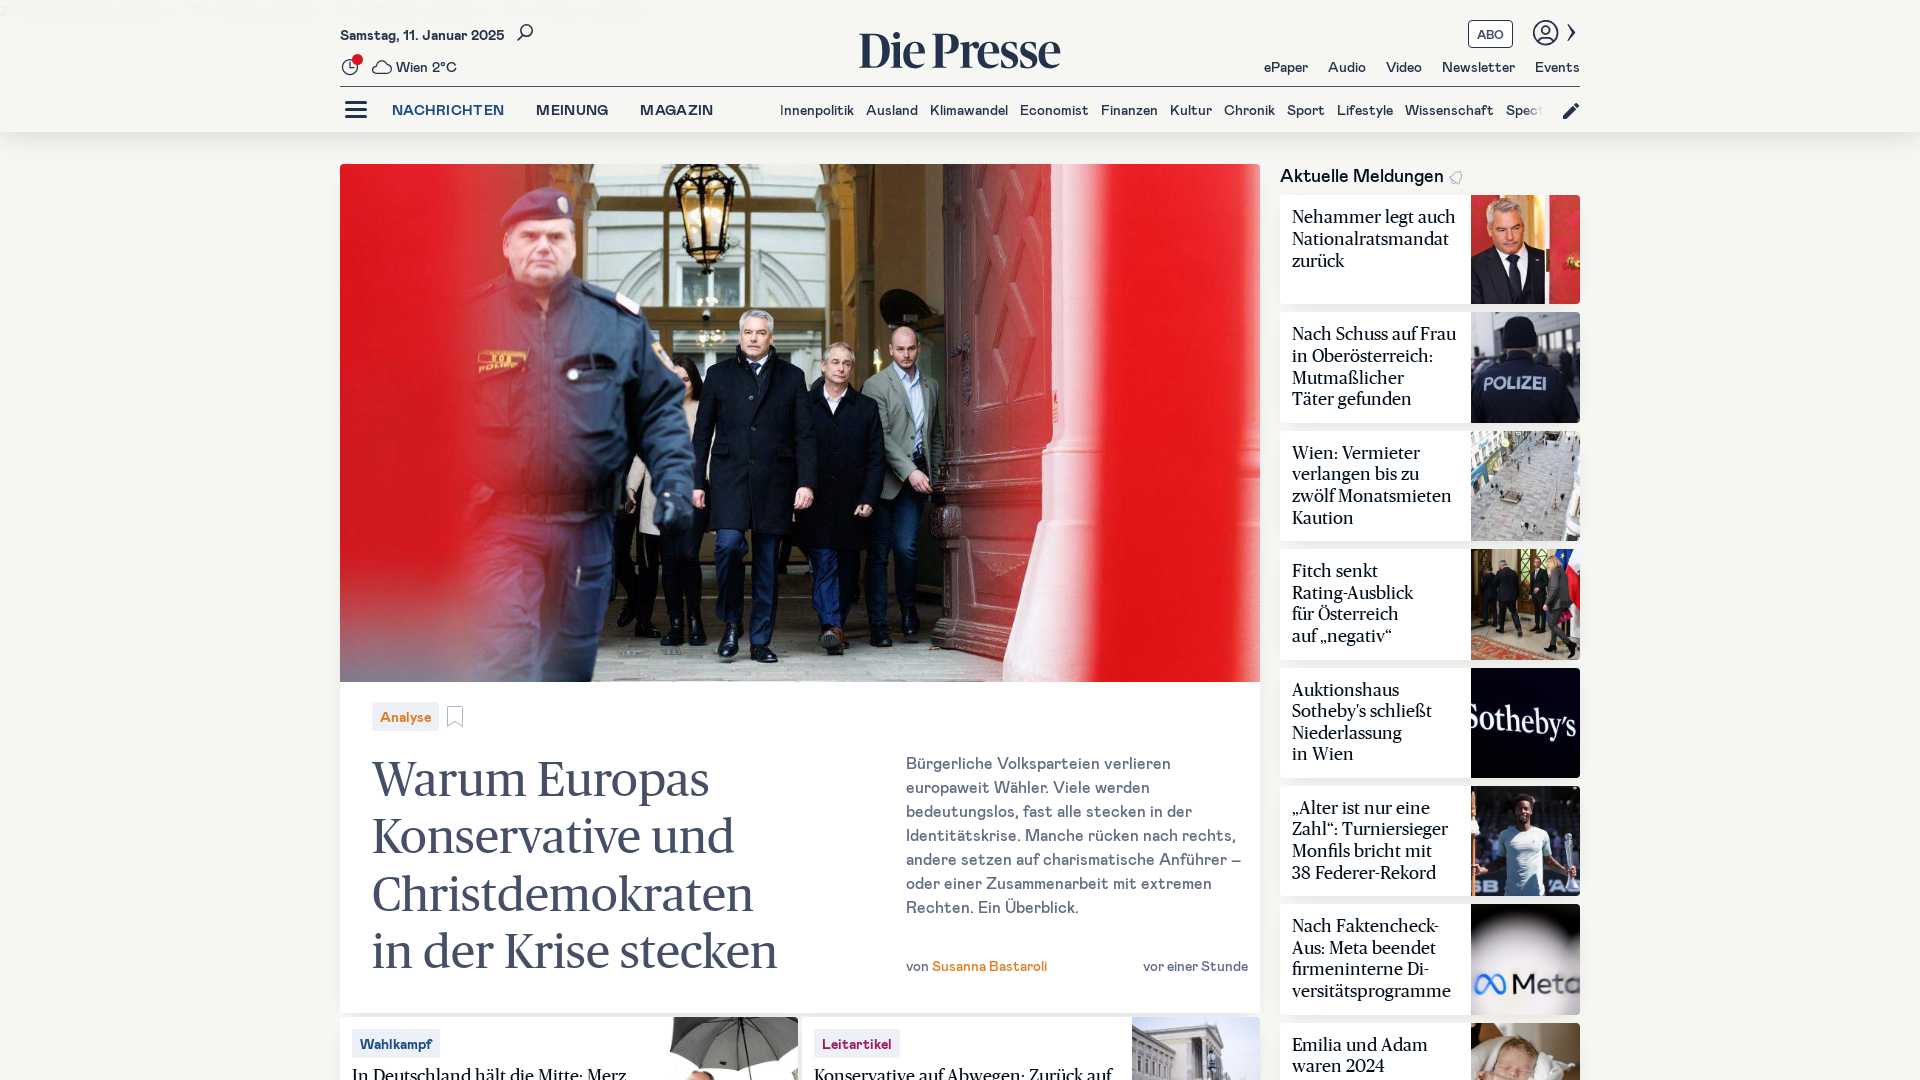 Samstag, 11. Januar 2025
Die Presse
ABO
Wien 2°C
ePaper Audio Video Newsletter Events
NACHRICHTEN MEINUNG MAGAZIN
Innenpolitik Ausland Klimawandel Economist Finanzen Kultur Chronik Sport Lifestyle Wissenschaft Spect
POLIZEI
Analyse
Warum Europas
Konservative und
Christdemokraten
in der Krise stecken
Bürgerliche Volksparteien verlieren
europaweit Wähler. Viele werden
bedeutungslos, fast alle stecken in der
Identitätskrise. Manche rücken nach rechts,
andere setzen auf charismatische Anführer –
oder einer Zusammenarbeit mit extremen
Rechten. Ein Überblick.
von Susanna Bastaroli
vor einer Stunde
Wahlkampf
In Deutschland hält die Mitte: Merz
Leitartikel
Konservative auf Abwegen: Zurück auf
Aktuelle Meldungen
Nehammer legt auch
Nationalratsmandat
zurück
Nach Schuss auf Frau
in Oberösterreich:
Mutmaßlicher
Täter gefunden
POLIZEI
Wien: Vermieter
verlangen bis zu
zwölf Monatsmieten
Kaution
Fitch senkt
Rating-Ausblick
für Österreich
auf „negativ“
Auktionshaus
Sotheby's schließt
Niederlassung
in Wien
Sotheby's
„Alter ist nur eine
Zahl“: Turniersieger
Monfils bricht mit
38 Federer-Rekord
Nach Faktencheck-
Aus: Meta beendet
firmeninterne Di-
versitätsprogramme
Meta
Emilia und Adam
waren 2024